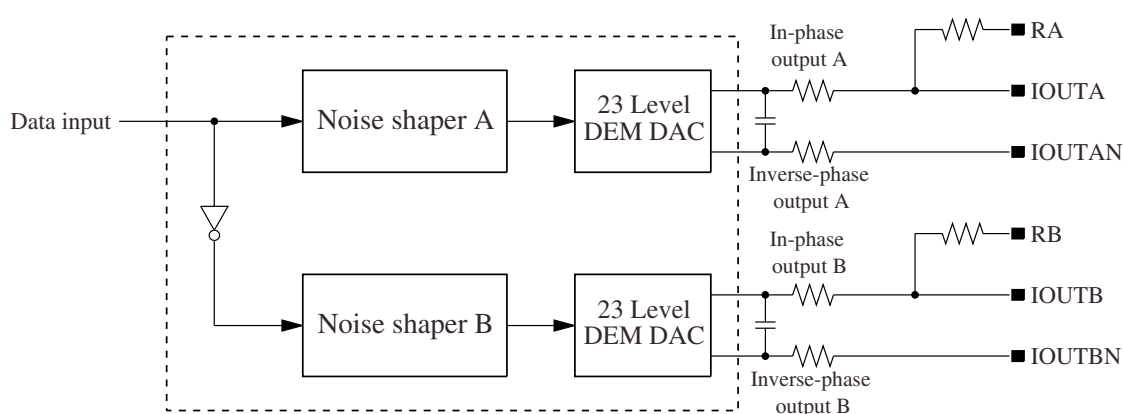 In-phase
output A
RA
23 Level
DEM DAC
Noise shaper A
IOUTA
Data input
IOUTAN
Inverse-phase
output A
In-phase
output B
RB
23 Level
DEM DAC
Noise shaper B
IOUTB
IOUTBN
Inverse-phase
output B